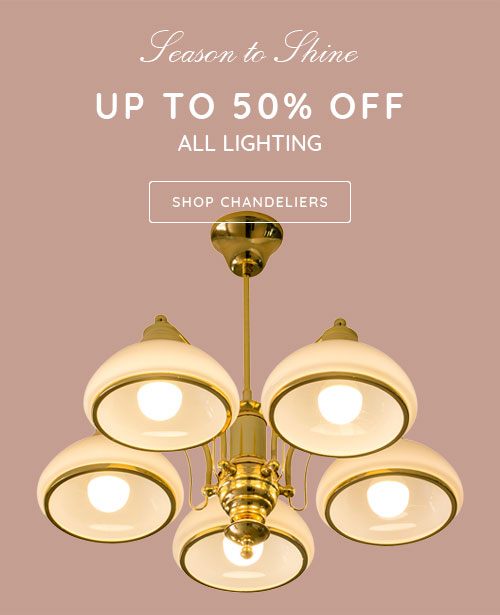 Season to Shine
UP TO 50% OFF
ALL LIGHTING
SHOP CHANDELIERS